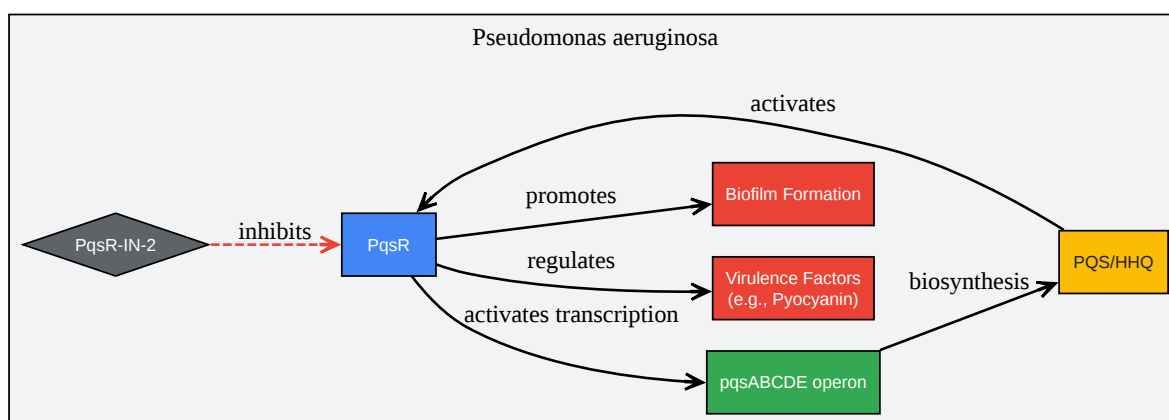 Pseudomonas aeruginosa
activates
promotes
Biofilm Formation
PqsR-IN-2
inhibits
PqsR
regulates
Virulence Factors
(e.g., Pyocyanin)
PQS/HHQ
biosynthesis
activates transcription
pqsABCDE operon